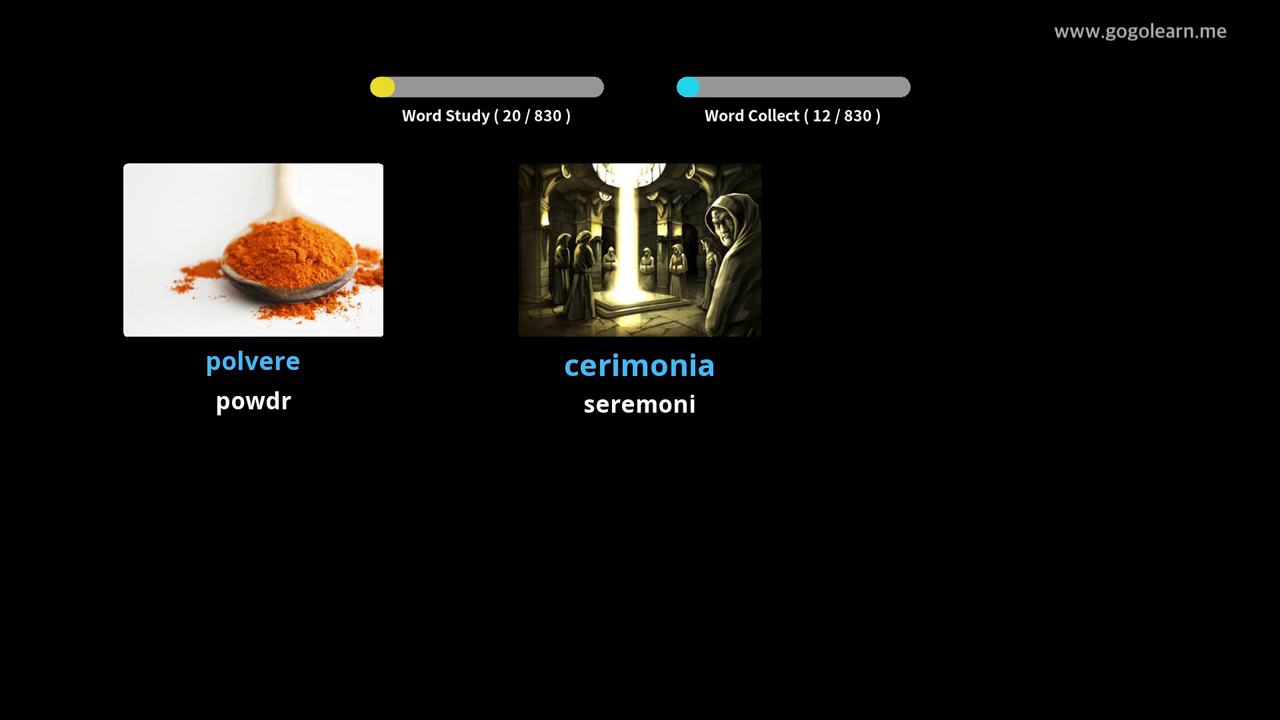 www.gogolearn.me
Word Study ( 20 / 830 )
Word Collect ( 12 / 830 )
polvere
powdr
cerimonia
seremoni